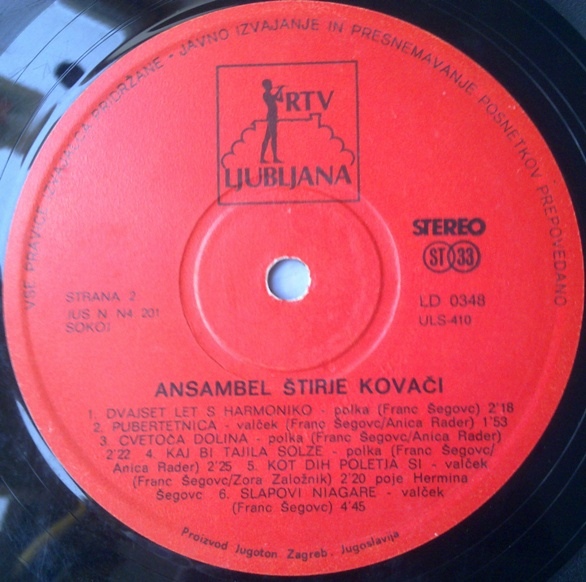 VSE PRAVICE PRIDRŽANE - JAVNO IZVAJANJE IN PRESNEMAVANJE POSNETKOV PREPOVEDANO
RTV
LJUBLJANA
STEREO
ST 33
STRANA 2
JUS N N4 201
SOKOJ
LD 0348
ULS-410
ANSAMBEL ŠTIRJE KOVAČI
1. DVAJSET LET S HARMONIKO - polka (Franc Šegovc) 2'18
2. PUBERTETNICA - valček (Franc Šegovc/Anica Rader) 1'53
3. CVETOČA DOLINA - polka (Franc Šegovc/Anica Rader)
2'22 4. KAJ BI TAJILA SOLZE - polka (Franc Šegovc/
Anica Rader) 2'25 5. KOT DIH POLETJA SI - valček
(Franc Šegovc/Zora Založnik) 2'20 poje Hermina
Šegovc 6. SLAPOVI NIAGARE - valček
(Franc Šegovc) 4'45
Proizvod Jugoton Zagreb, Jugoslavija